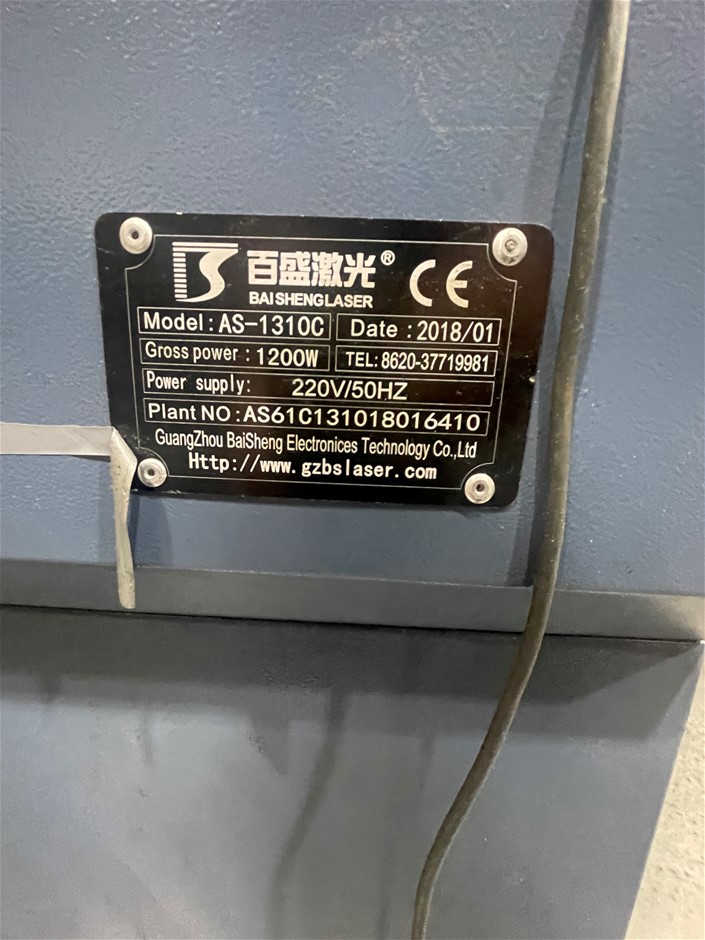 百盛激光® CE
BAISHENGLASER
Model: AS-1310C Date: 2018/01
Gross power: 1200W TEL: 8620-37719981
Power supply: 220V/50HZ
Plant NO: AS61C131018016410
GuangZhou BaiSheng Electronices Technology Co.,Ltd
Http://www.gzbslaser.com